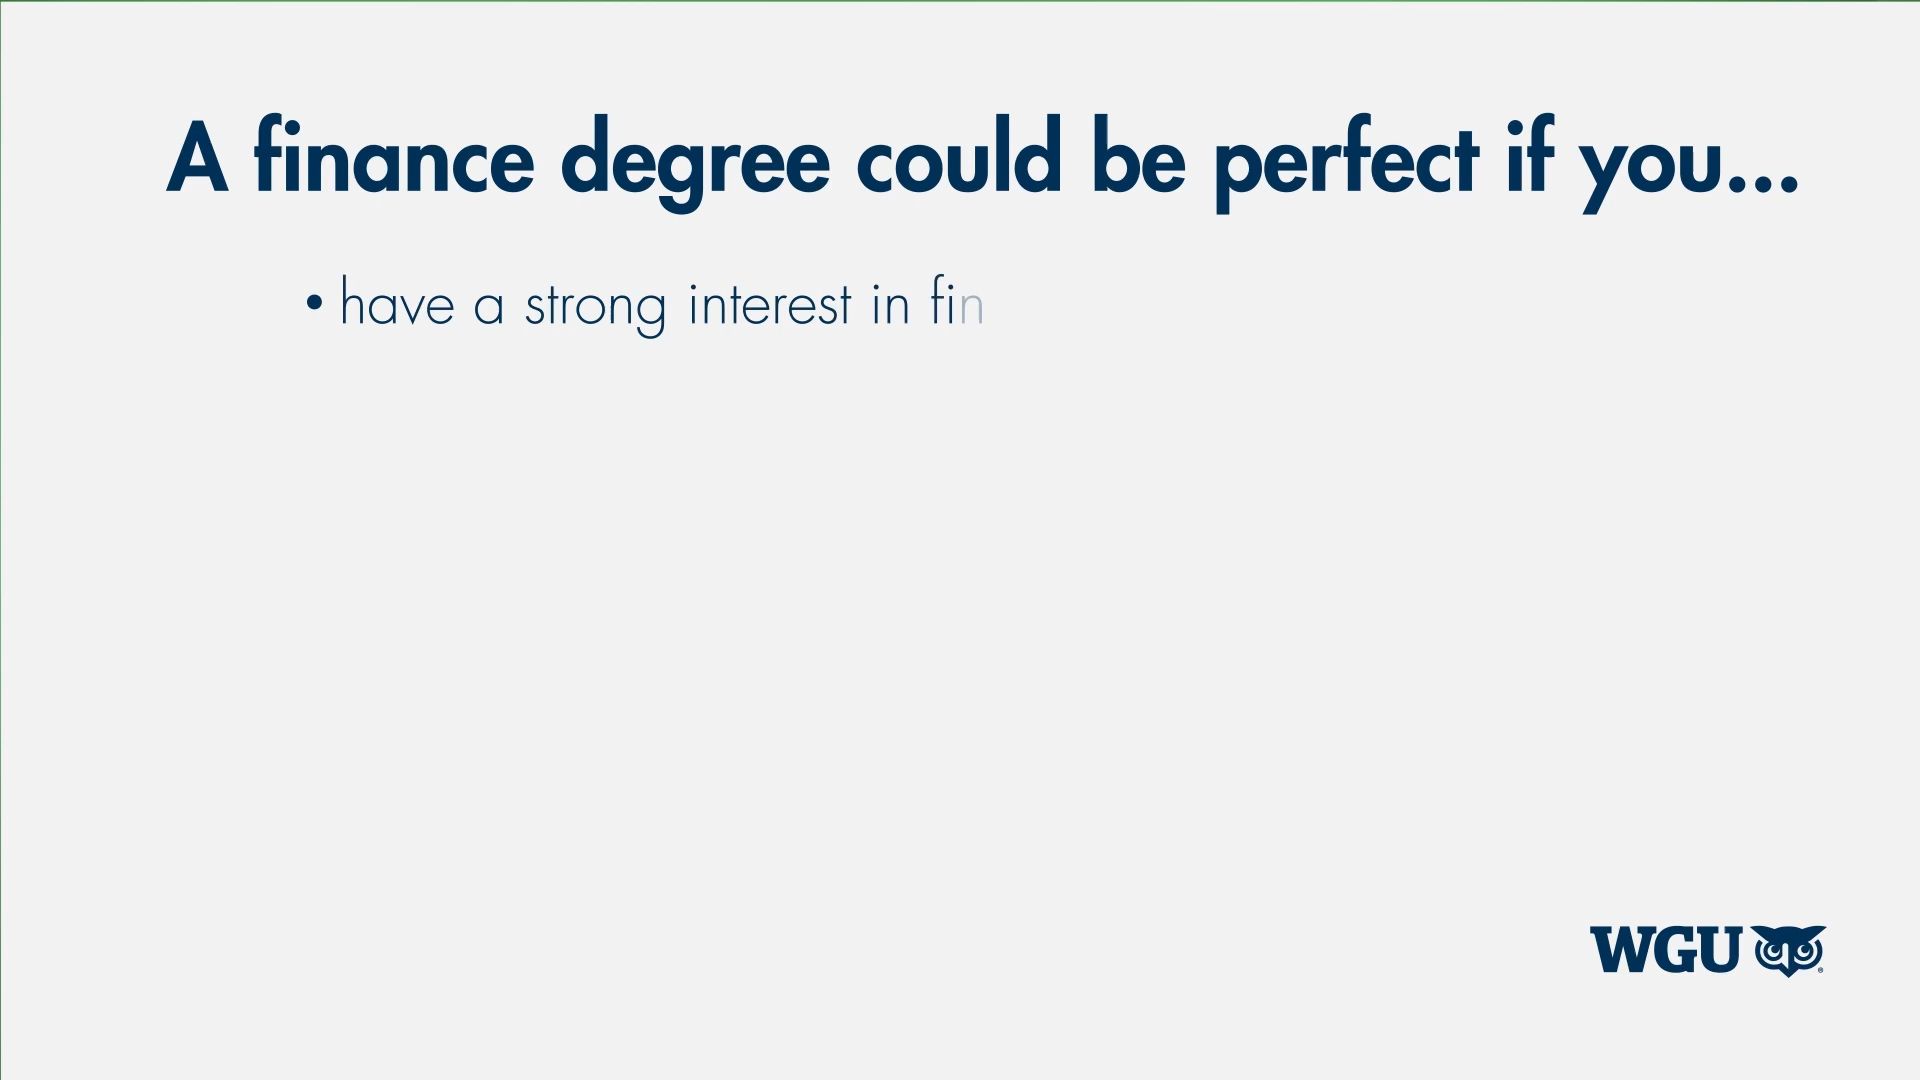 A finance degree could be perfect if you...
• have a strong interest in fin
WGU